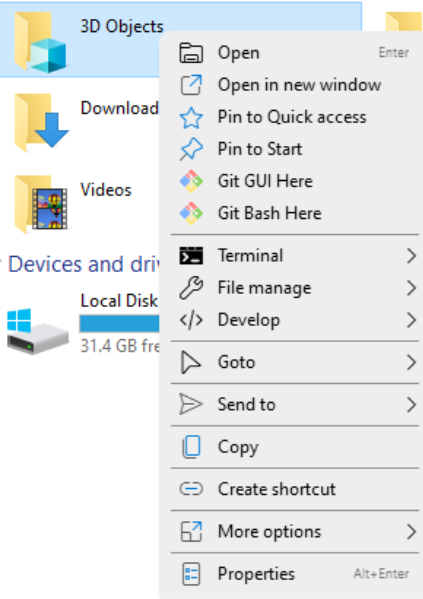 3D Objects
Open Enter
Open in new window
Download
Pin to Quick access
Pin to Start
Git GUI Here
Videos
Git Bash Here
Devices and dri
Terminal
File manage
Local Disk
Develop
31.4 GB fre
Goto
Send to
Copy
Create shortcut
More options
Properties Alt+Enter